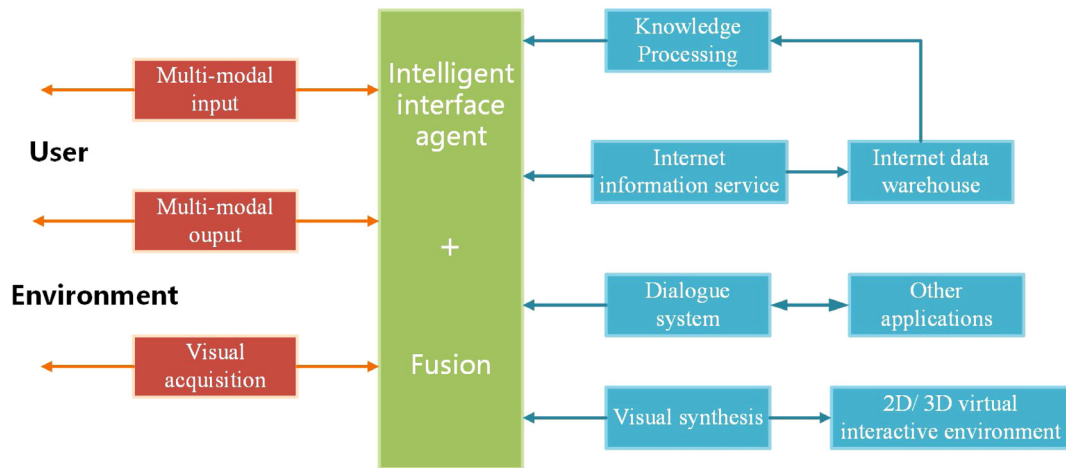 Multi-modal
input
User
Multi-modal
ouput
Environment
Visual
acquisition
Intelligent
interface
agent
+
Fusion
Knowledge
Processing
Internet
information service
Internet data
warehouse
Dialogue
system
Other
applications
Visual synthesis
2D/ 3D virtual
interactive environment